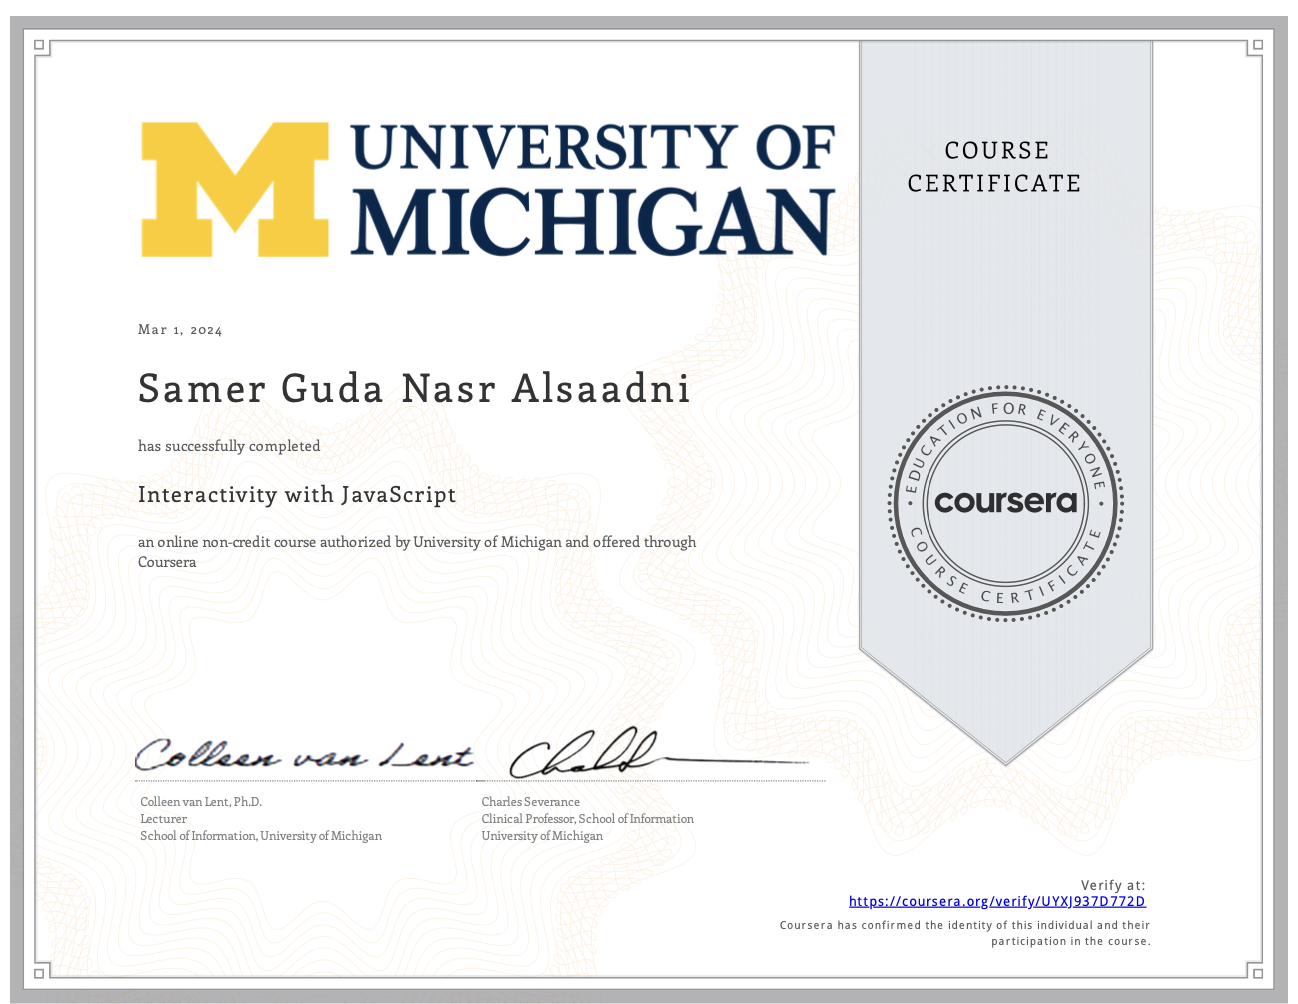 UNIVERSITY OF
MICHIGAN
COURSE
CERTIFICATE
Mar 1, 2024
Samer Guda Nasr Alsaadni
has successfully completed
Interactivity with JavaScript
an online non-credit course authorized by University of Michigan and offered through
Coursera
EDUCATION FOR EVERYONE
coursera
COURSE CERTIFICATE
Colleen van Lent
Colleen van Lent, Ph.D.
Lecturer
School of Information, University of Michigan
Charles Severance
Clinical Professor, School of Information
University of Michigan
Verify at:
https://coursera.org/verify/UYXJ937D772D
Coursera has confirmed the identity of this individual and their
participation in the course.